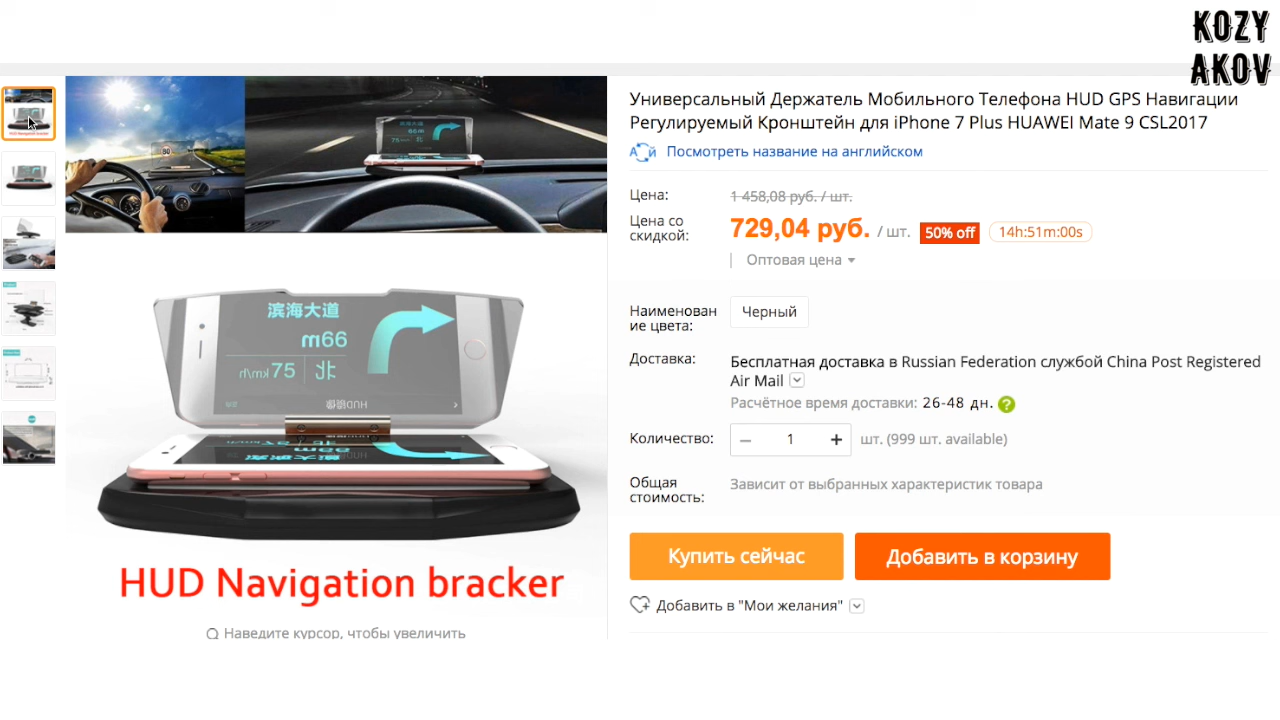 KOZY
AKOV
Универсальный Держатель Мобильного Телефона HUD GPS Навигации
Регулируемый Кронштейн для iPhone 7 Plus HUAWEI Mate 9 CSL2017
Посмотреть название на английском
Цена:
1 458,08 руб. / шт.
Цена со
скидкой:
729,04 руб. / шт. 50% off 14h:51m:00s
Оптовая цена
Наименован
ие цвета:
Черный
Доставка:
Бесплатная доставка в Russian Federation службой China Post Registered
Air Mail
Расчётное время доставки: 26-48 дн. ?
Количество:
− 1 + шт. (999 шт. available)
Общая
стоимость:
Зависит от выбранных характеристик товара
Купить сейчас
Добавить в корзину
Добавить в "Мои желания"
80
滨海大道
66m
75 km/h
北
HUD Navigation bracker
Наведите курсор, чтобы увеличить